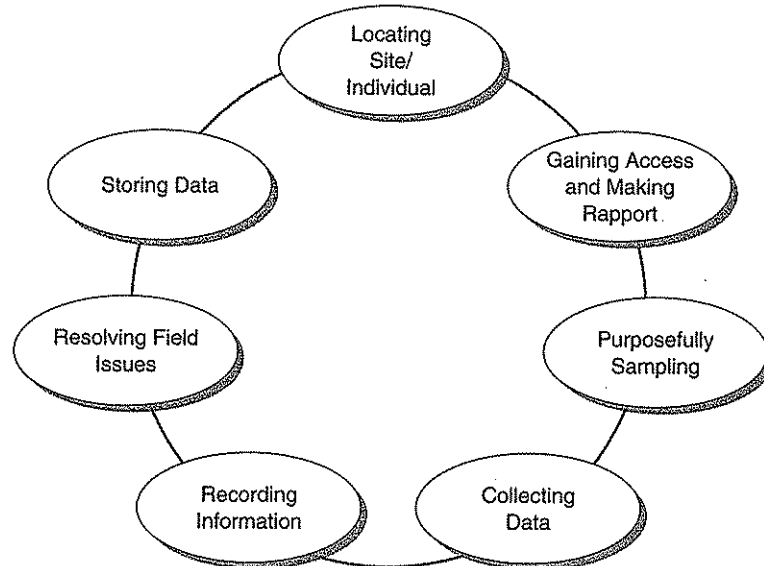 Locating
Site/
Individual
Gaining Access
and Making
Rapport
Purposefully
Sampling
Collecting
Data
Recording
Information
Resolving Field
Issues
Storing Data